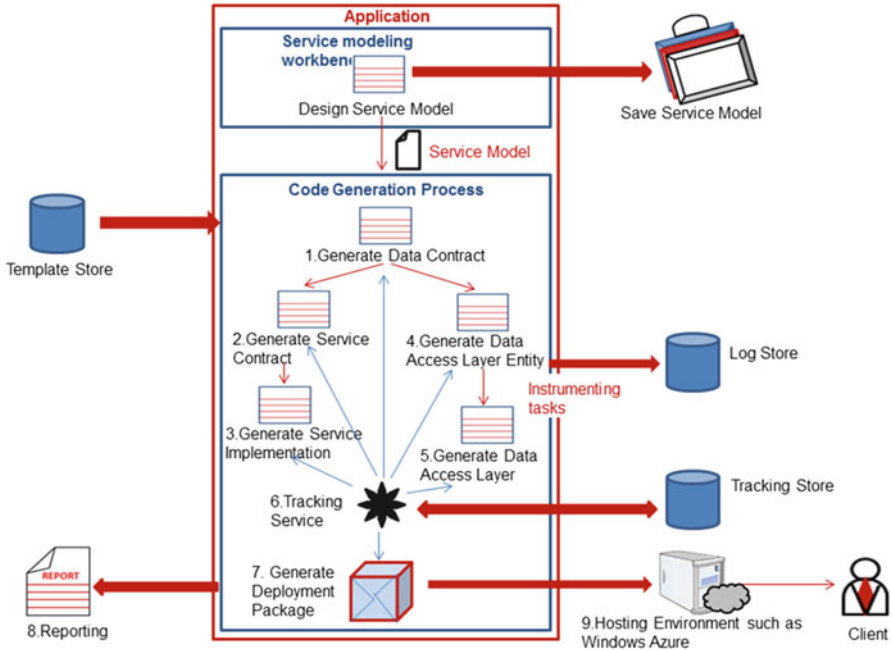 Application
Service modeling
workbench
Design Service Model
Save Service Model
Service Model
Code Generation Process
Template Store
1.Generate Data Contract
2.Generate Service
Contract
4.Generate Data
Access Layer Entity
Log Store
Instrumenting
tasks
3.Generate Service
Implementation
5.Generate Data
Access Layer
6.Tracking
Service
Tracking Store
7. Generate
Deployment
Package
REPORT
8.Reporting
9.Hosting Environment such as
Windows Azure
Client